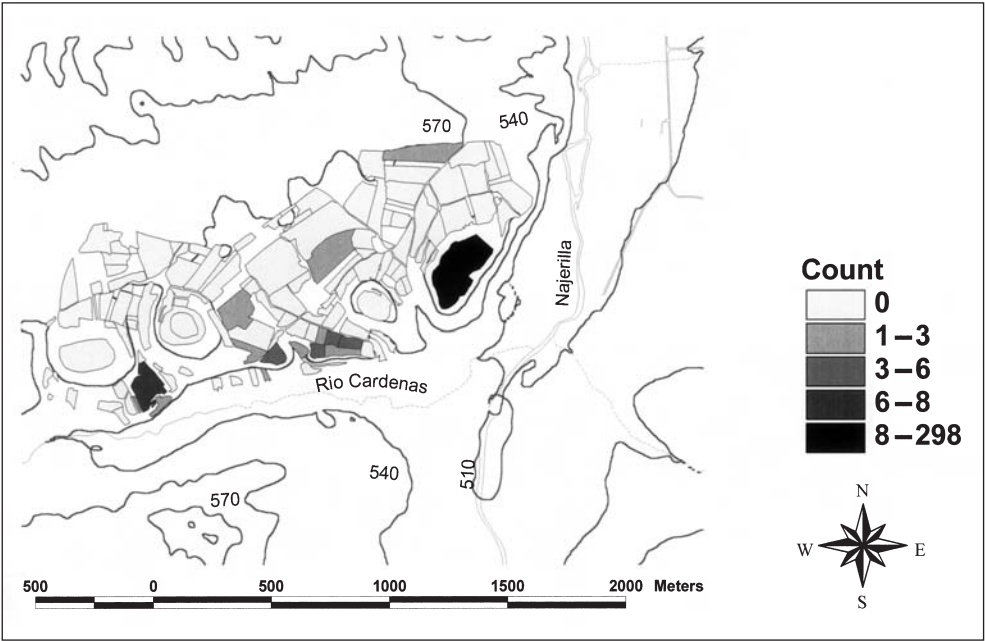 570
540
Najerilla
Rio Cardenas
540
510
570
Count
0
1–3
3–6
6–8
8–298
N
W E
S
500 0 500 1000 1500 2000 Meters